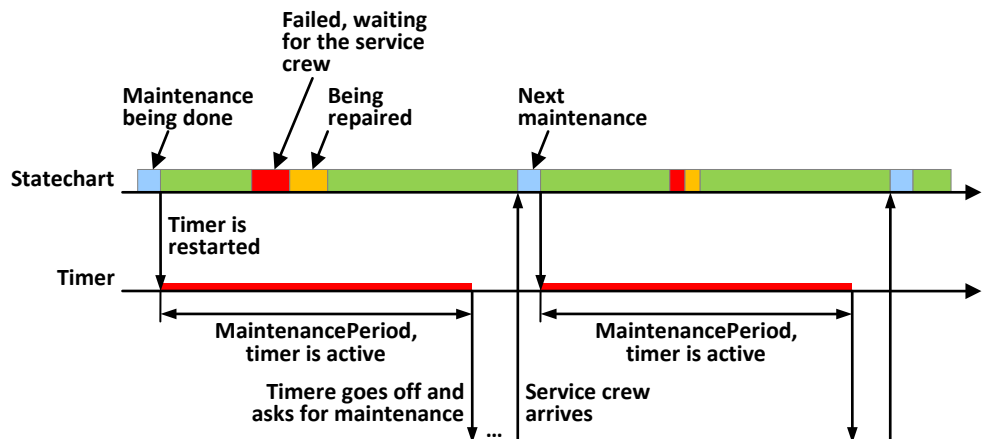 Failed, waiting
for the service
crew
Maintenance
being done
Being
repaired
Next
maintenance
Statechart
Timer is
restarted
Timer
MaintenancePeriod,
timer is active
MaintenancePeriod,
timer is active
Timere goes off and
asks for maintenance
...
Service crew
arrives